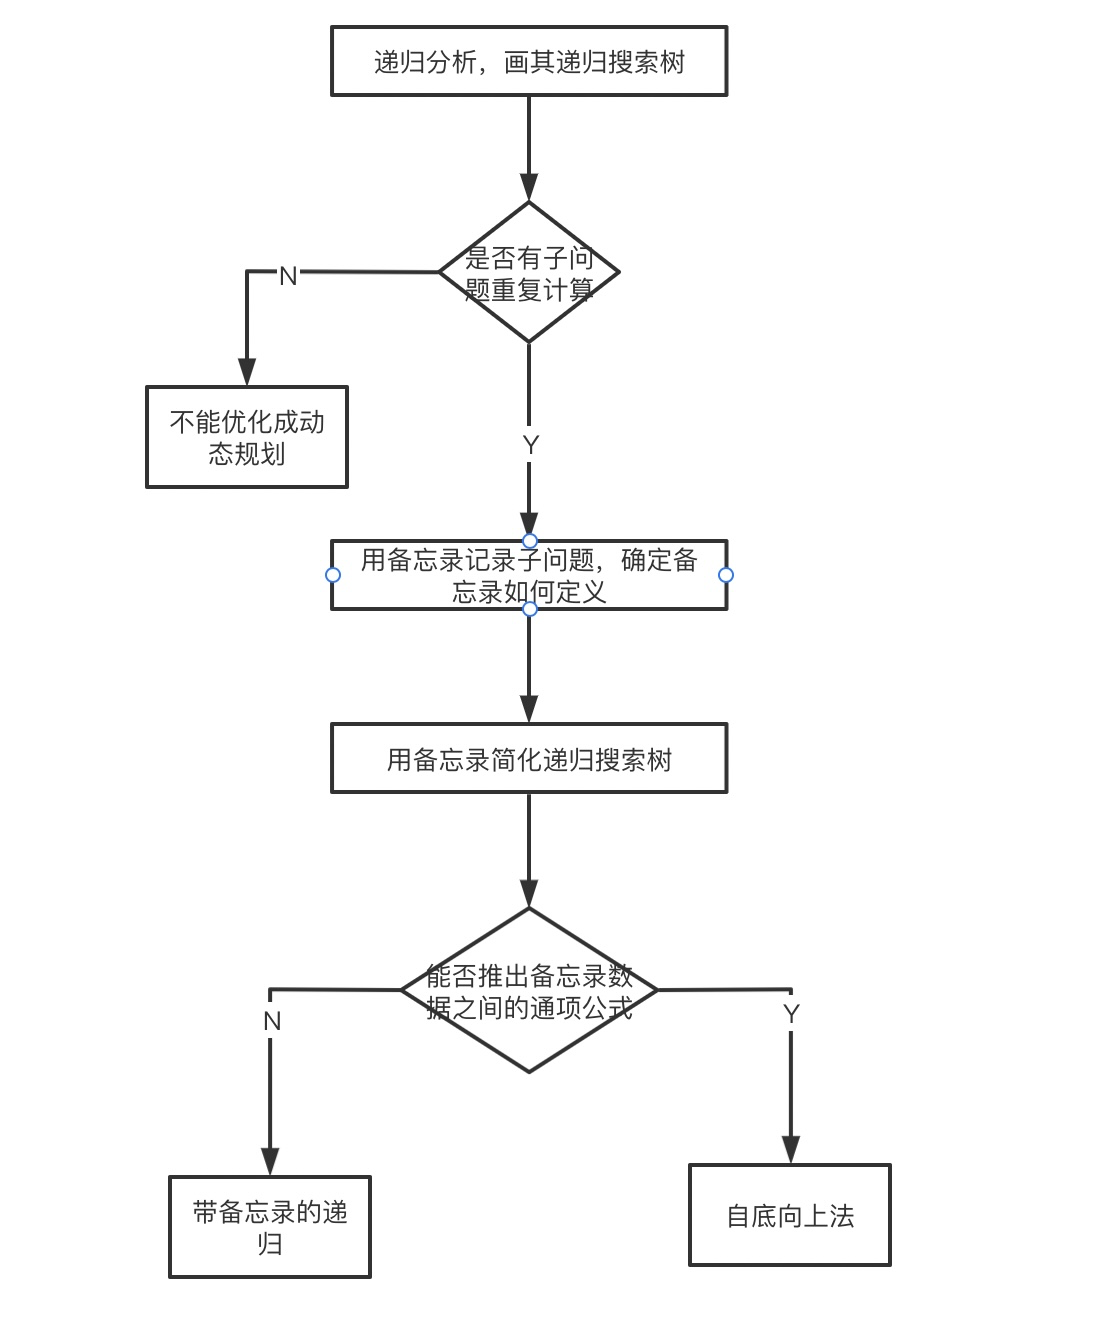 递归分析，画其递归搜索树
是否有子问
题重复计算
N
不能优化成动
态规划
Y
用备忘录记录子问题，确定备
忘录如何定义
用备忘录简化递归搜索树
能否推出备忘录数
据之间的通项公式
N
Y
带备忘录的递
归
自底向上法